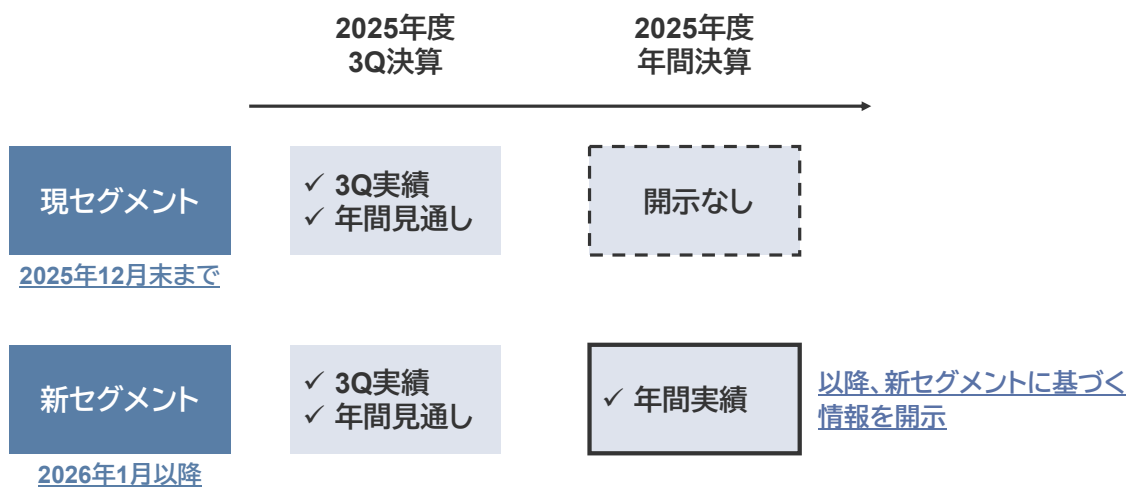 2025年度
3Q決算
2025年度
年間決算
現セグメント
✓ 3Q実績
✓ 年間見通し
開示なし
2025年12月末まで
新セグメント
✓ 3Q実績
✓ 年間見通し
✓ 年間実績
以降、新セグメントに基づく
情報を開示
2026年1月以降